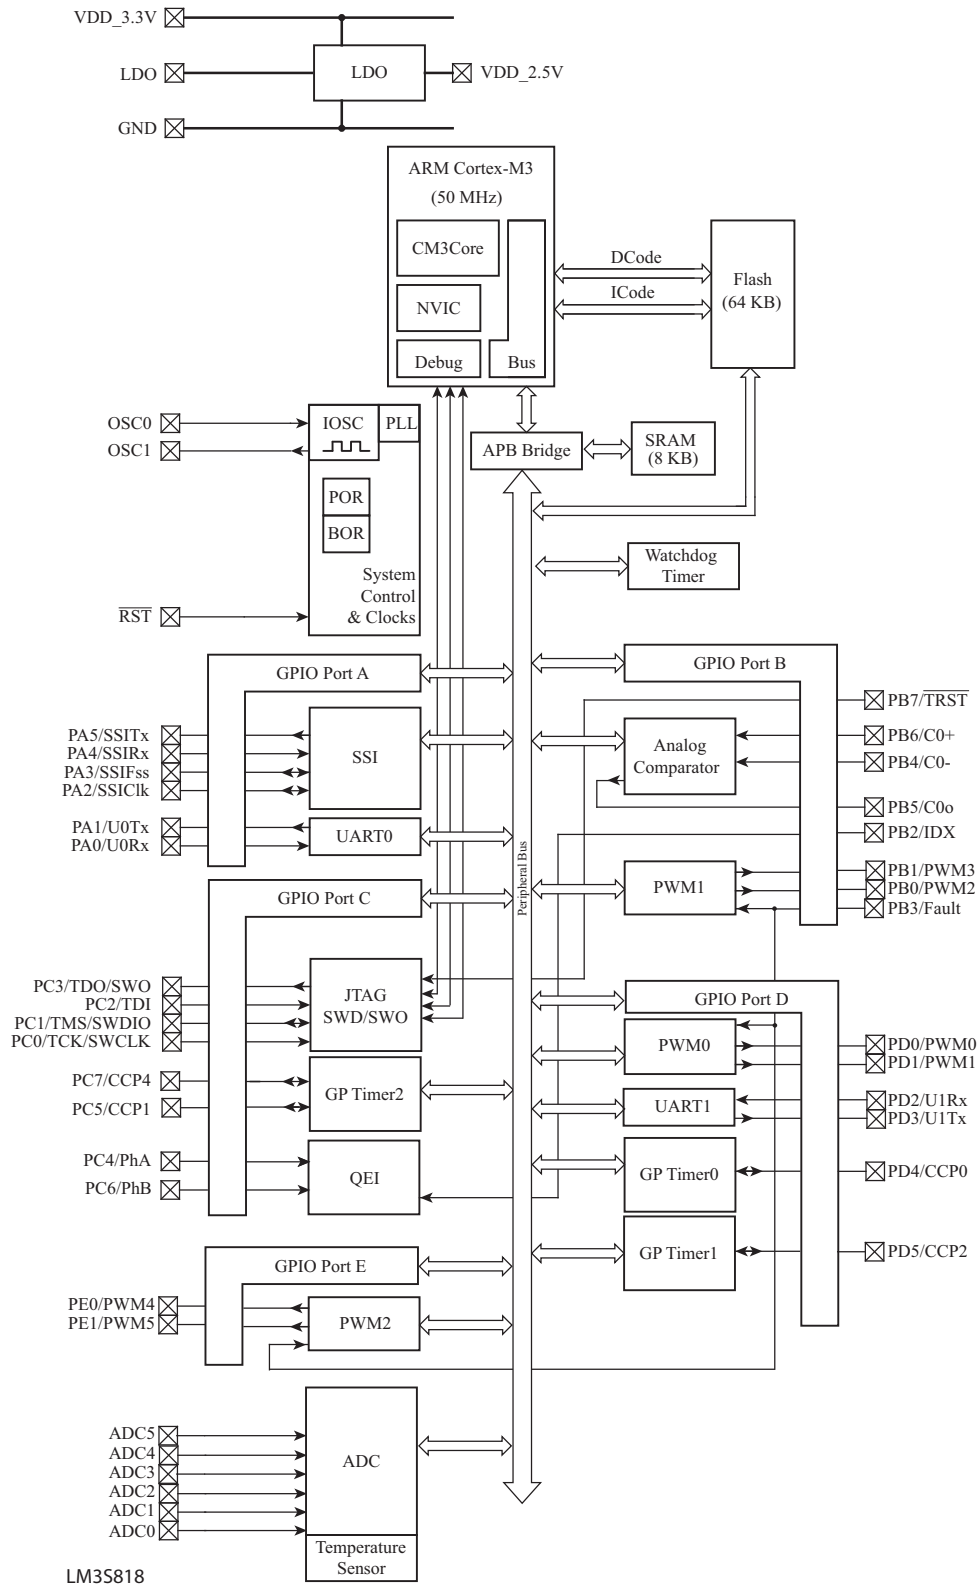 VDD_3.3V
LDO
LDO
VDD_2.5V
GND
ARM Cortex-M3
(50 MHz)
CM3Core
NVIC
Debug
Bus
DCode
ICode
Flash
(64 KB)
OSC0
OSC1
IOSC
PLL
POR
BOR
System
Control
& Clocks
RST
APB Bridge
SRAM
(8 KB)
Watchdog
Timer
Peripheral Bus
GPIO Port A
PA5/SSITx
PA4/SSIRx
PA3/SSIFss
PA2/SSIClk
SSI
PA1/U0Tx
PA0/U0Rx
UART0
GPIO Port B
PB7/TRST
PB6/C0+
PB4/C0-
Analog
Comparator
PB5/C0o
PB2/IDX
PWM1
PB1/PWM3
PB0/PWM2
PB3/Fault
GPIO Port C
PC3/TDO/SWO
PC2/TDI
PC1/TMS/SWDIO
PC0/TCK/SWCLK
JTAG
SWD/SWO
PC7/CCP4
PC5/CCP1
GP Timer2
PC4/PhA
PC6/PhB
QEI
GPIO Port D
PWM0
PD0/PWM0
PD1/PWM1
UART1
PD2/U1Rx
PD3/U1Tx
GP Timer0
PD4/CCP0
GP Timer1
PD5/CCP2
GPIO Port E
PE0/PWM4
PE1/PWM5
PWM2
ADC5
ADC4
ADC3
ADC2
ADC1
ADC0
ADC
Temperature
Sensor
LM3S818